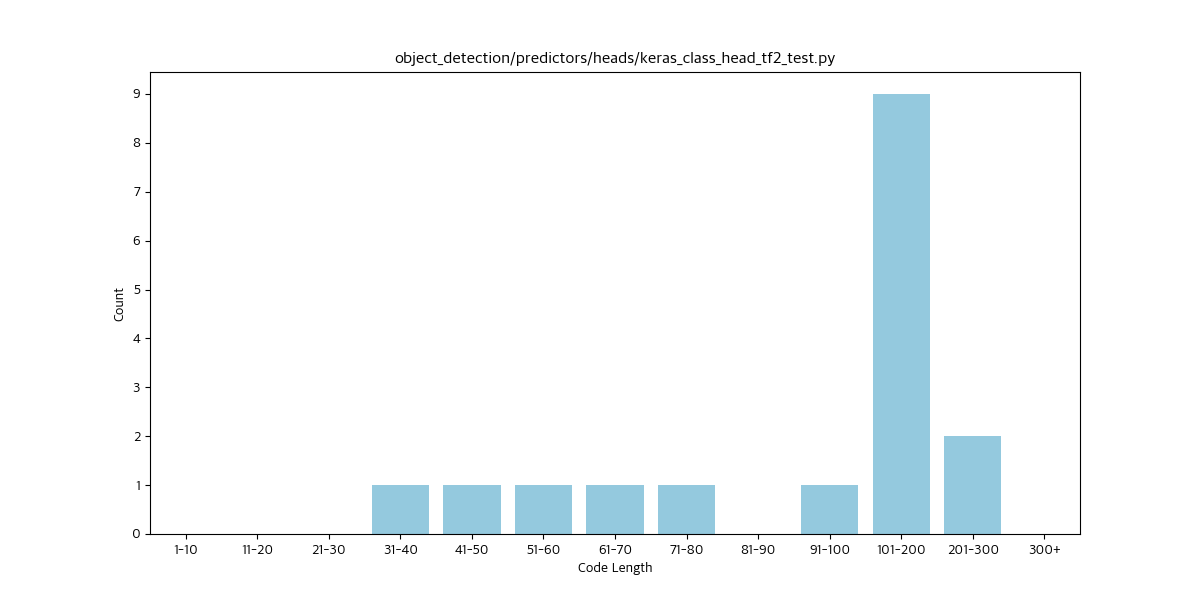 object_detection/predictors/heads/keras_class_head_tf2_test.py
9
8
7
6
5
4
3
2
1
0
Count
1-10 11-20 21-30 31-40 41-50 51-60 61-70 71-80 81-90 91-100 101-200 201-300 300+
Code Length